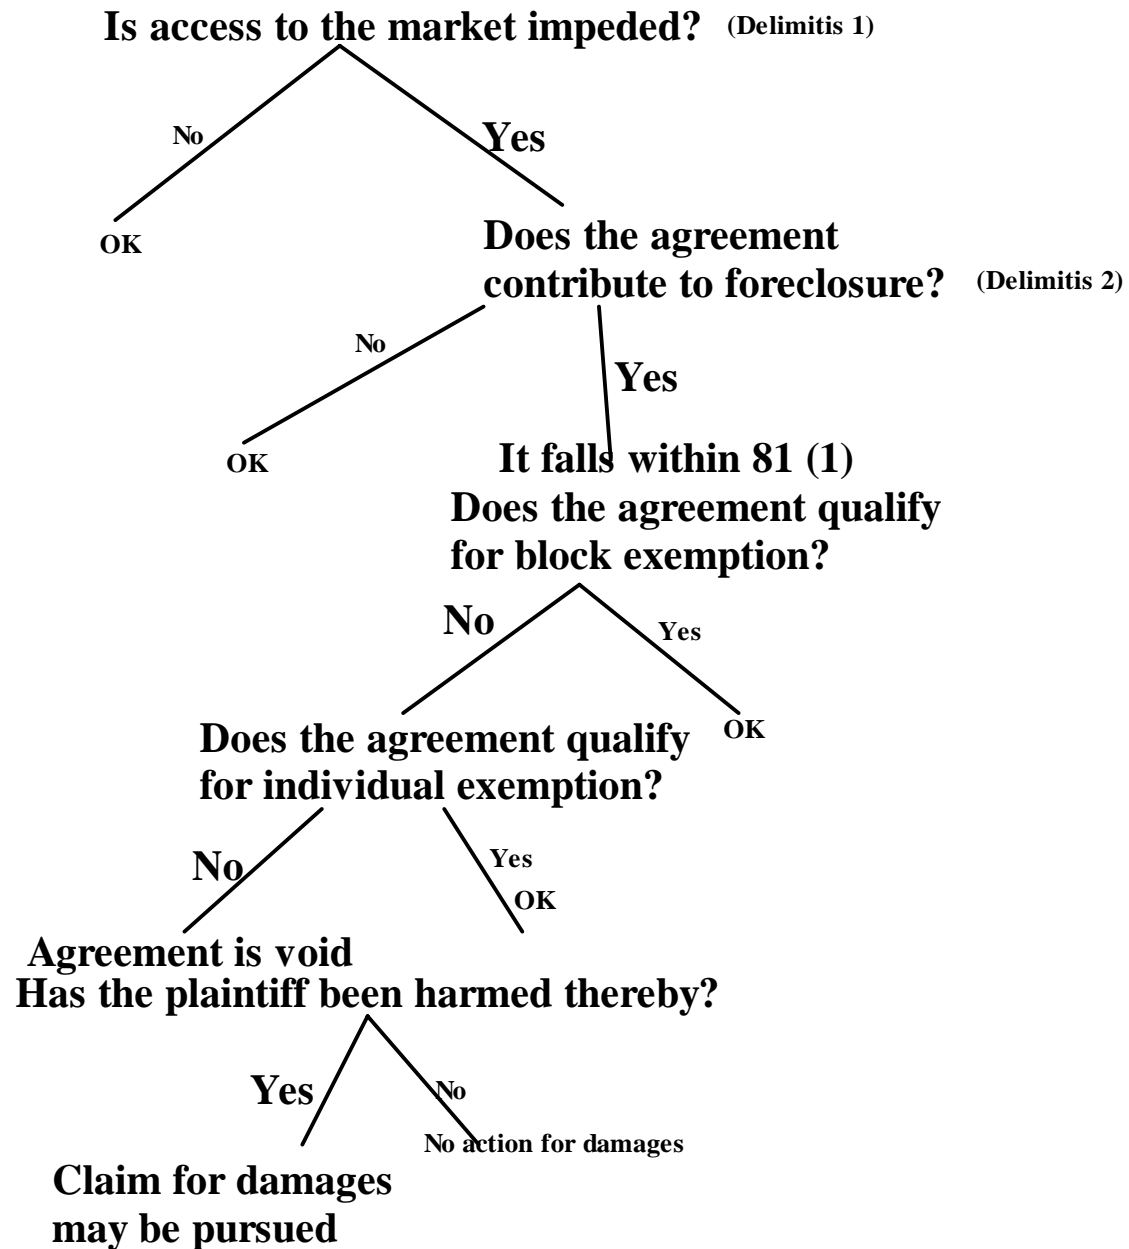 Is access to the market impeded? (Delimitis 1)
No
Yes
OK
Does the agreement
contribute to foreclosure? (Delimitis 2)
No
Yes
OK
It falls within 81 (1)
Does the agreement qualify
for block exemption?
No
Yes
OK
Does the agreement qualify
for individual exemption?
No
Yes
OK
Agreement is void
Has the plaintiff been harmed thereby?
Yes
No
No action for damages
Claim for damages
may be pursued